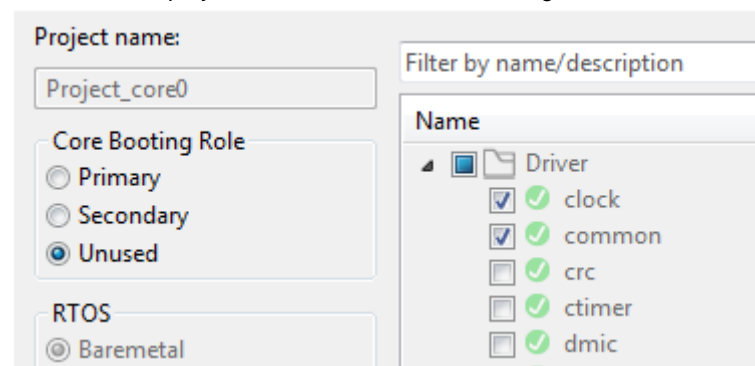 Project name:
Project_core0
Core Booting Role
Primary
Secondary
Unused
RTOS
Baremetal
Filter by name/description
Name
Driver
clock
common
crc
ctimer
dmic